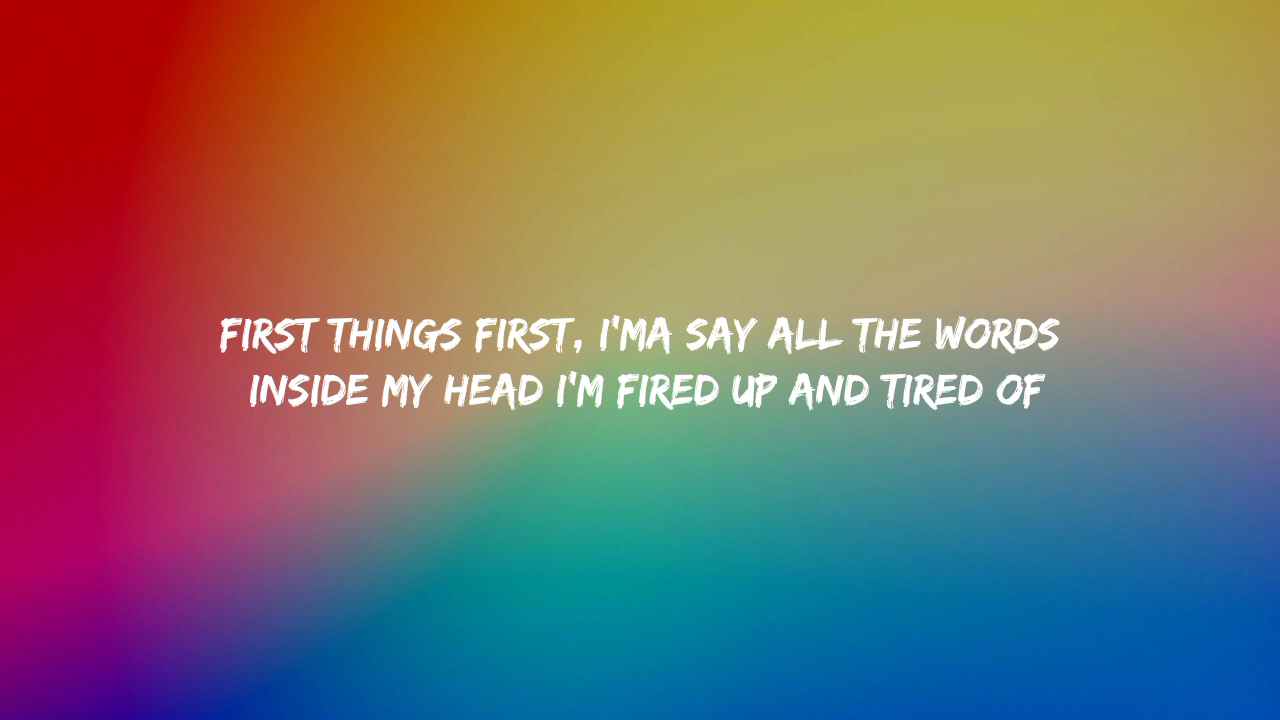 FIRST THINGS FIRST, I'MA SAY ALL THE WORDS
INSIDE MY HEAD I'M FIRED UP AND TIRED OF